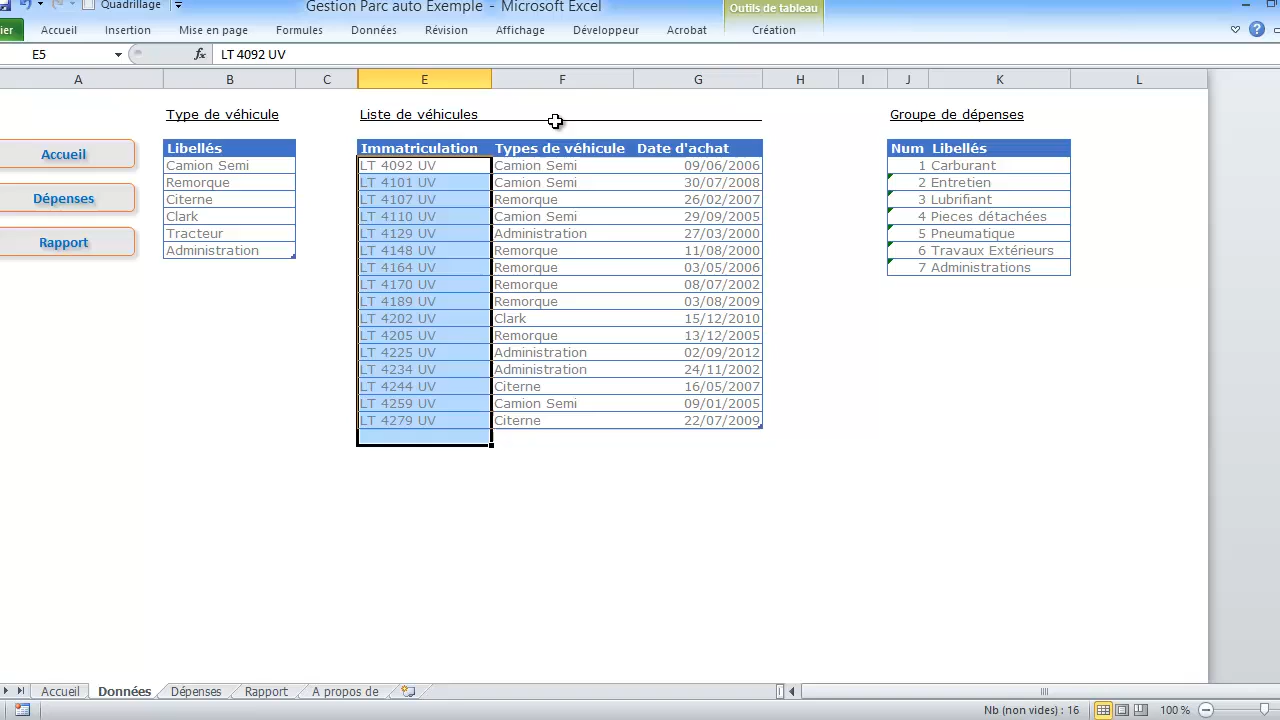 Quadrillage
Gestion Parc auto Exemple - Microsoft Excel
Outils de tableau
ier Accueil Insertion Mise en page Formules Données Révision Affichage Développeur Acrobat Création
E5 fx LT 4092 UV
A B C E F G H I J K L
Type de véhicule Liste de véhicules Groupe de dépenses
Accueil
Dépenses
Rapport
Libellés
Camion Semi
Remorque
Citerne
Clark
Tracteur
Administration
Immatriculation Types de véhicule Date d'achat
LT 4092 UV Camion Semi 09/06/2006
LT 4101 UV Camion Semi 30/07/2008
LT 4107 UV Remorque 26/02/2007
LT 4110 UV Camion Semi 29/09/2005
LT 4129 UV Administration 27/03/2000
LT 4148 UV Remorque 11/08/2000
LT 4164 UV Remorque 03/05/2006
LT 4170 UV Remorque 08/07/2002
LT 4189 UV Remorque 03/08/2009
LT 4202 UV Clark 15/12/2010
LT 4205 UV Remorque 13/12/2005
LT 4225 UV Administration 02/09/2012
LT 4234 UV Administration 24/11/2002
LT 4244 UV Citerne 16/05/2007
LT 4259 UV Camion Semi 09/01/2005
LT 4279 UV Citerne 22/07/2009
Num Libellés
1 Carburant
2 Entretien
3 Lubrifiant
4 Pieces détachées
5 Pneumatique
6 Travaux Extérieurs
7 Administrations
Accueil Données Dépenses Rapport A propos de
Nb (non vides) : 16 100 %